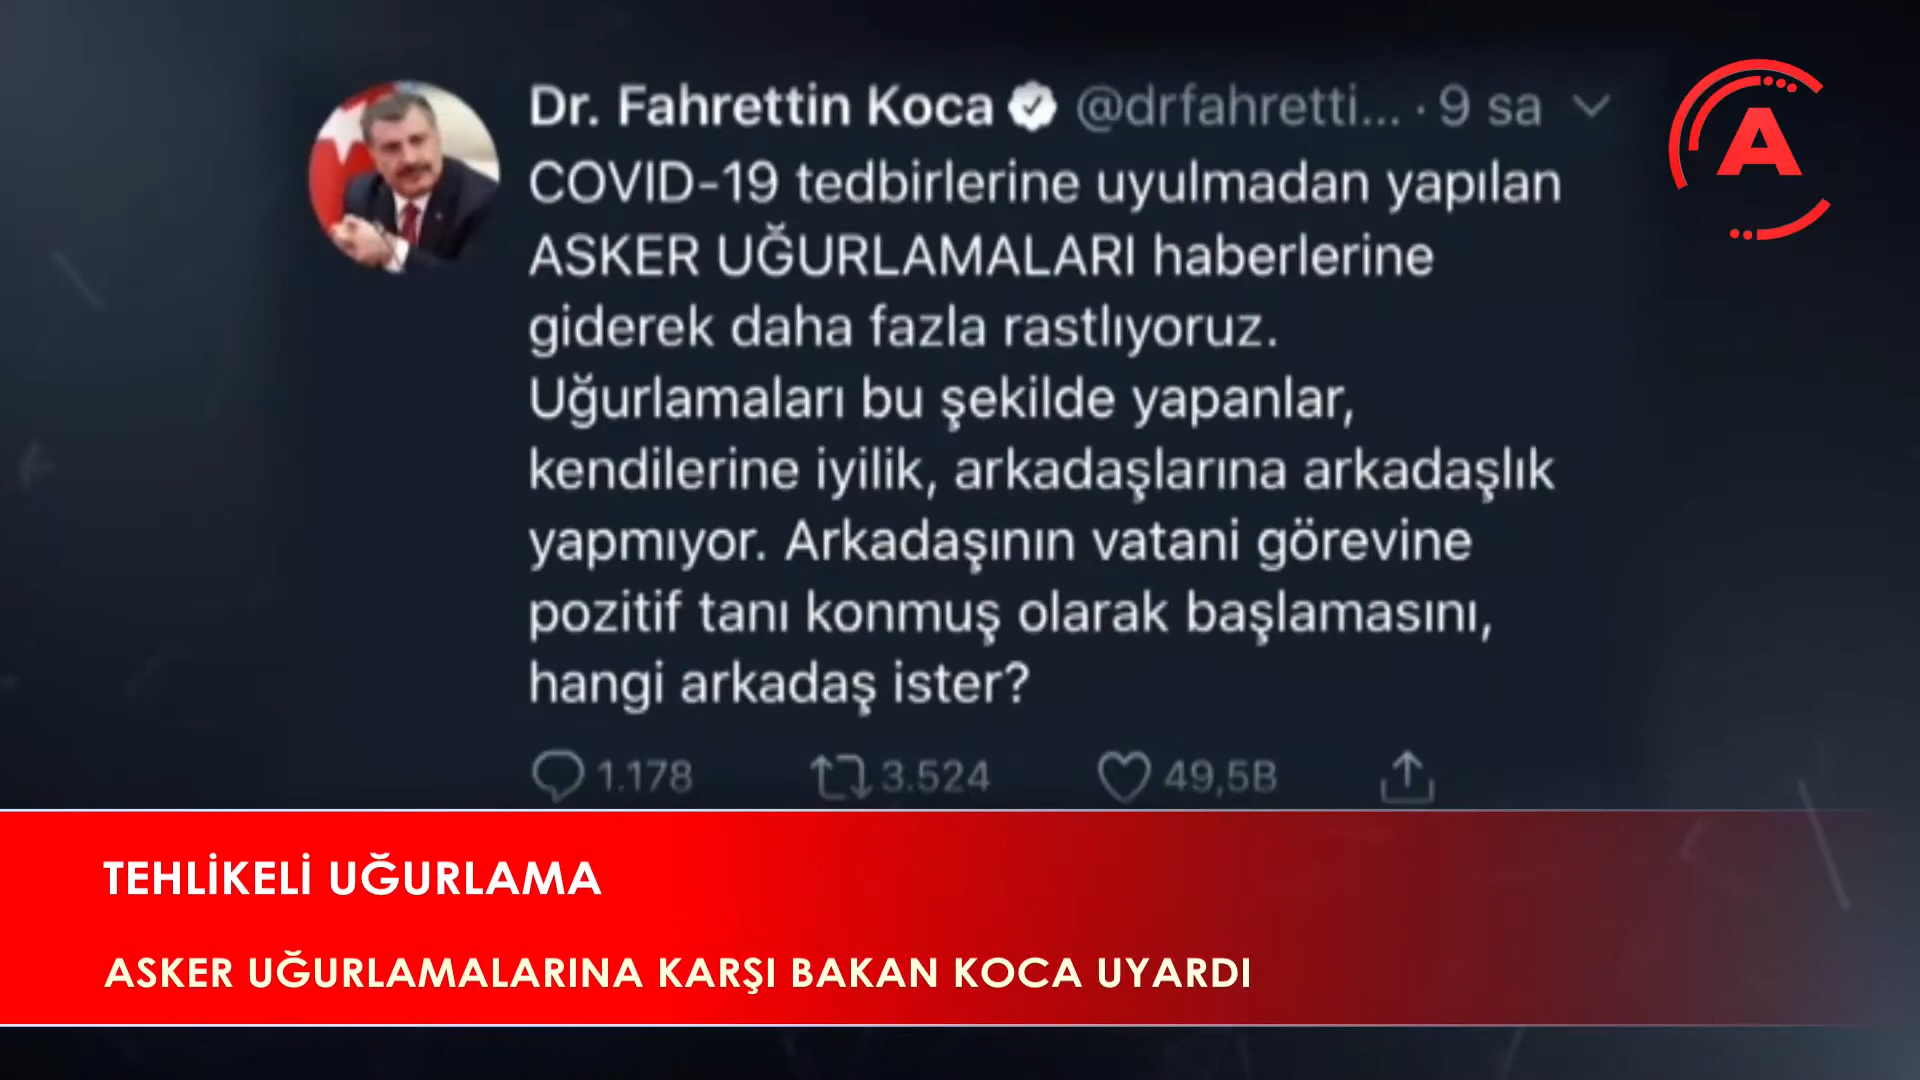 Dr. Fahrettin Koca @drfahretti... · 9 sa
COVID-19 tedbirlerine uyulmadan yapılan
ASKER UĞURLAMALARI haberlerine
giderek daha fazla rastlıyoruz.
Uğurlamaları bu şekilde yapanlar,
kendilerine iyilik, arkadaşlarına arkadaşlık
yapmıyor. Arkadaşının vatani görevine
pozitif tanı konmuş olarak başlamasını,
hangi arkadaş ister?
1.178 3.524 49,5B
A
TEHLİKELİ UĞURLAMA
ASKER UĞURLAMALARINA KARŞI BAKAN KOCA UYARDI